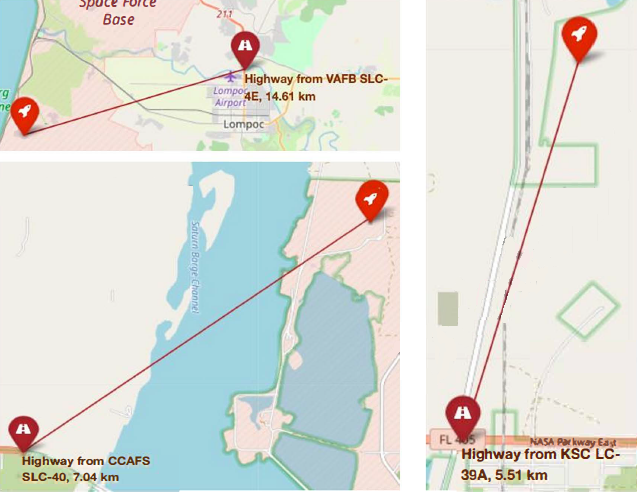 Space Force
Base
211
Highway from VAFB SLC-
4E, 14.61 km
Lompoc
Airport
Lompoc
Saturn Barge Channel
Highway from CCAFS
SLC-40, 7.04 km
FL 405
NASA Parkway East
Highway from KSC LC-
39A, 5.51 km